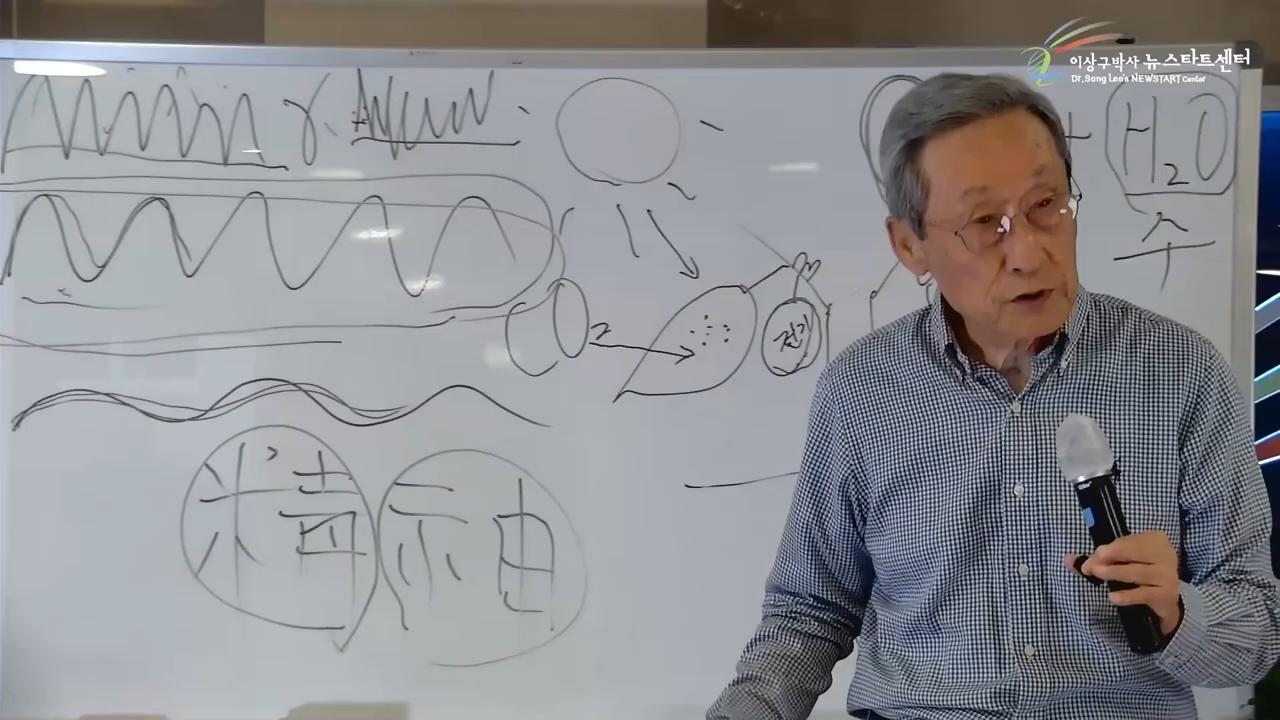 이상구박사 뉴스타트센터
Dr.Sang Lee's NEWSTART Center
γ
+ H₂O
수
O₂
전기
精神